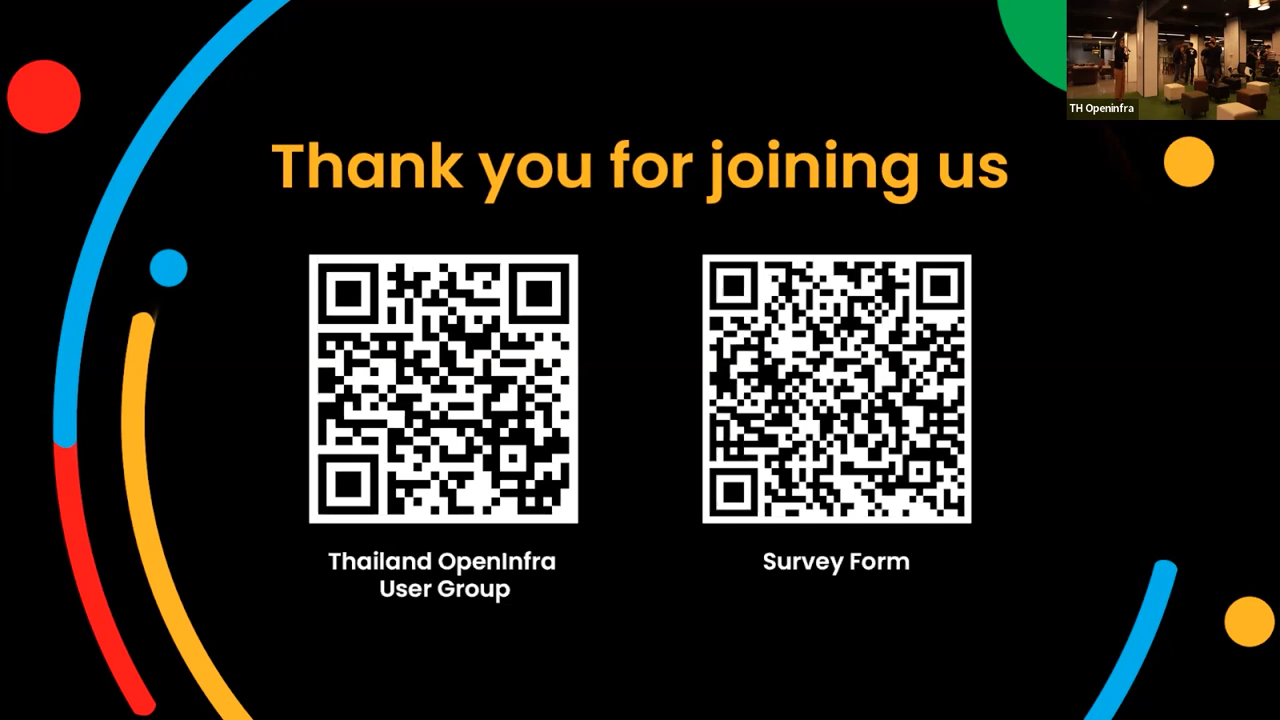 TH Openinfra
Thank you for joining us
Thailand OpenInfra
User Group
Survey Form